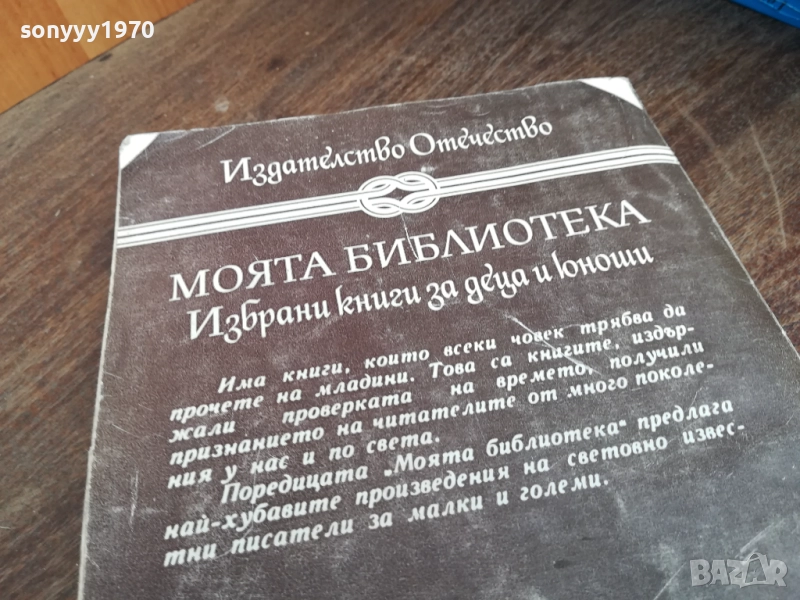 sonyyy1970
Издателство Отечество
МОЯТА БИБЛИОТЕКА
Избрани книги за деца и юноши
Има книги, които всеки човек трябва да
прочете на младини. Това са книгите, издър-
жали проверката на времето, получили
признанието на читателите от много поколе-
ния у нас и по света.
Поредицата „Моята библиотека“ предлага
най-хубавите произведения на световно извес-
тни писатели за малки и големи.
BAZAR